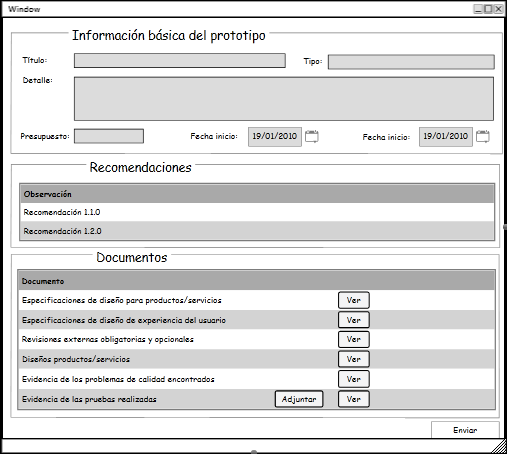 Window
Información básica del prototipo
Título:
Tipo:
Detalle:
Presupuesto:
Fecha inicio: 19/01/2010
Fecha inicio: 19/01/2010
Recomendaciones
Observación
Recomendación 1.1.0
Recomendación 1.2.0
Documentos
Documento
Especificaciones de diseño para productos/servicios Ver
Especificaciones de diseño de experiencia del usuario Ver
Revisiones externas obligatorias y opcionales Ver
Diseños productos/servicios Ver
Evidencia de los problemas de calidad encontrados Ver
Evidencia de las pruebas realizadas Adjuntar Ver
Enviar